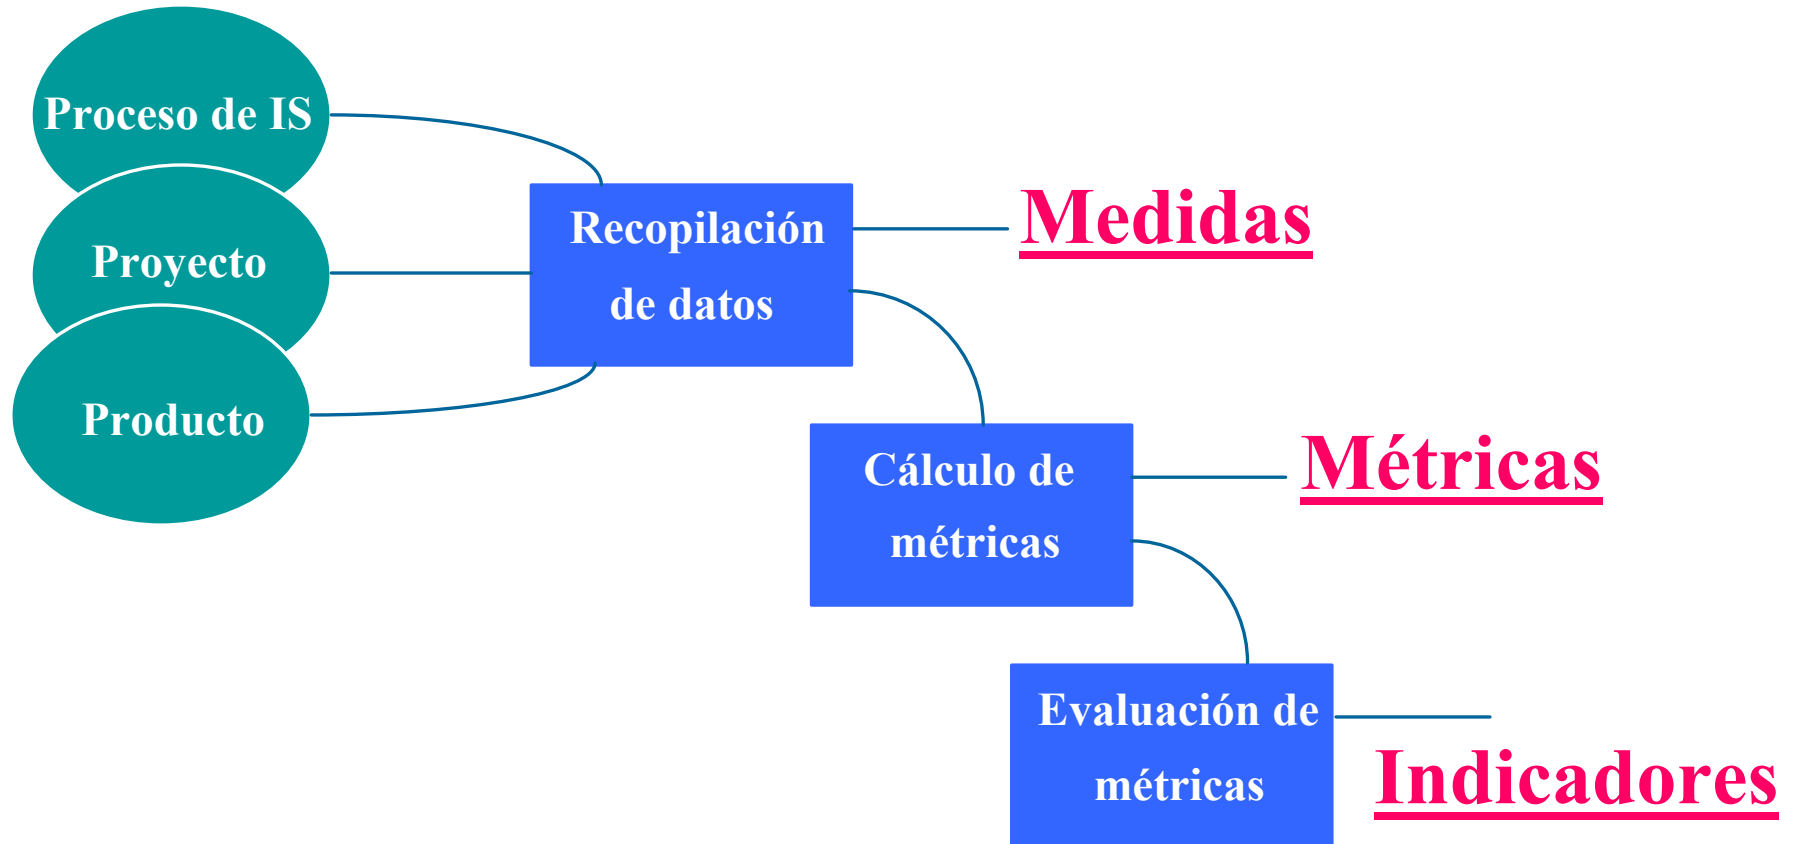 Proceso de IS
Proyecto
Producto
Recopilación
de datos
Medidas
Cálculo de
métricas
Métricas
Evaluación de
métricas
Indicadores